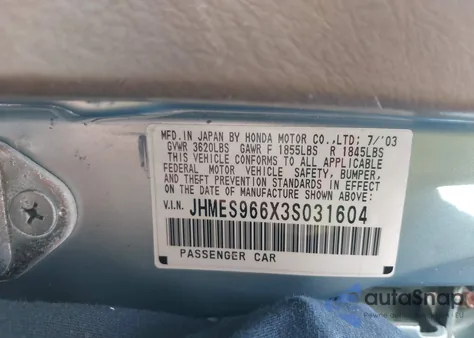 MFD.IN JAPAN BY HONDA MOTOR CO.,LTD; 7/'03
GVWR 3620LBS GAWR F 1855LBS R 1845LBS
THIS VEHICLE CONFORMS TO ALL APPLICABLE
FEDERAL MOTOR VEHICLE SAFETY, BUMPER,
AND THEFT PREVENTION STANDARDS IN EFFECT
ON THE DATE OF MANUFACTURE SHOWN ABOVE:
V.I.N. JHMES966X3S031604
PASSENGER CAR
autoSnap